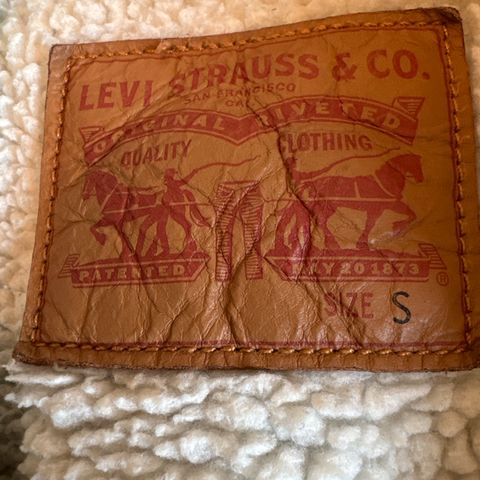 LEVI STRAUSS & CO.
SAN FRANCISCO
CAL
ORIGINAL RIVETED
QUALITY CLOTHING
PATENTED MAY 20 1873
®
SIZE S